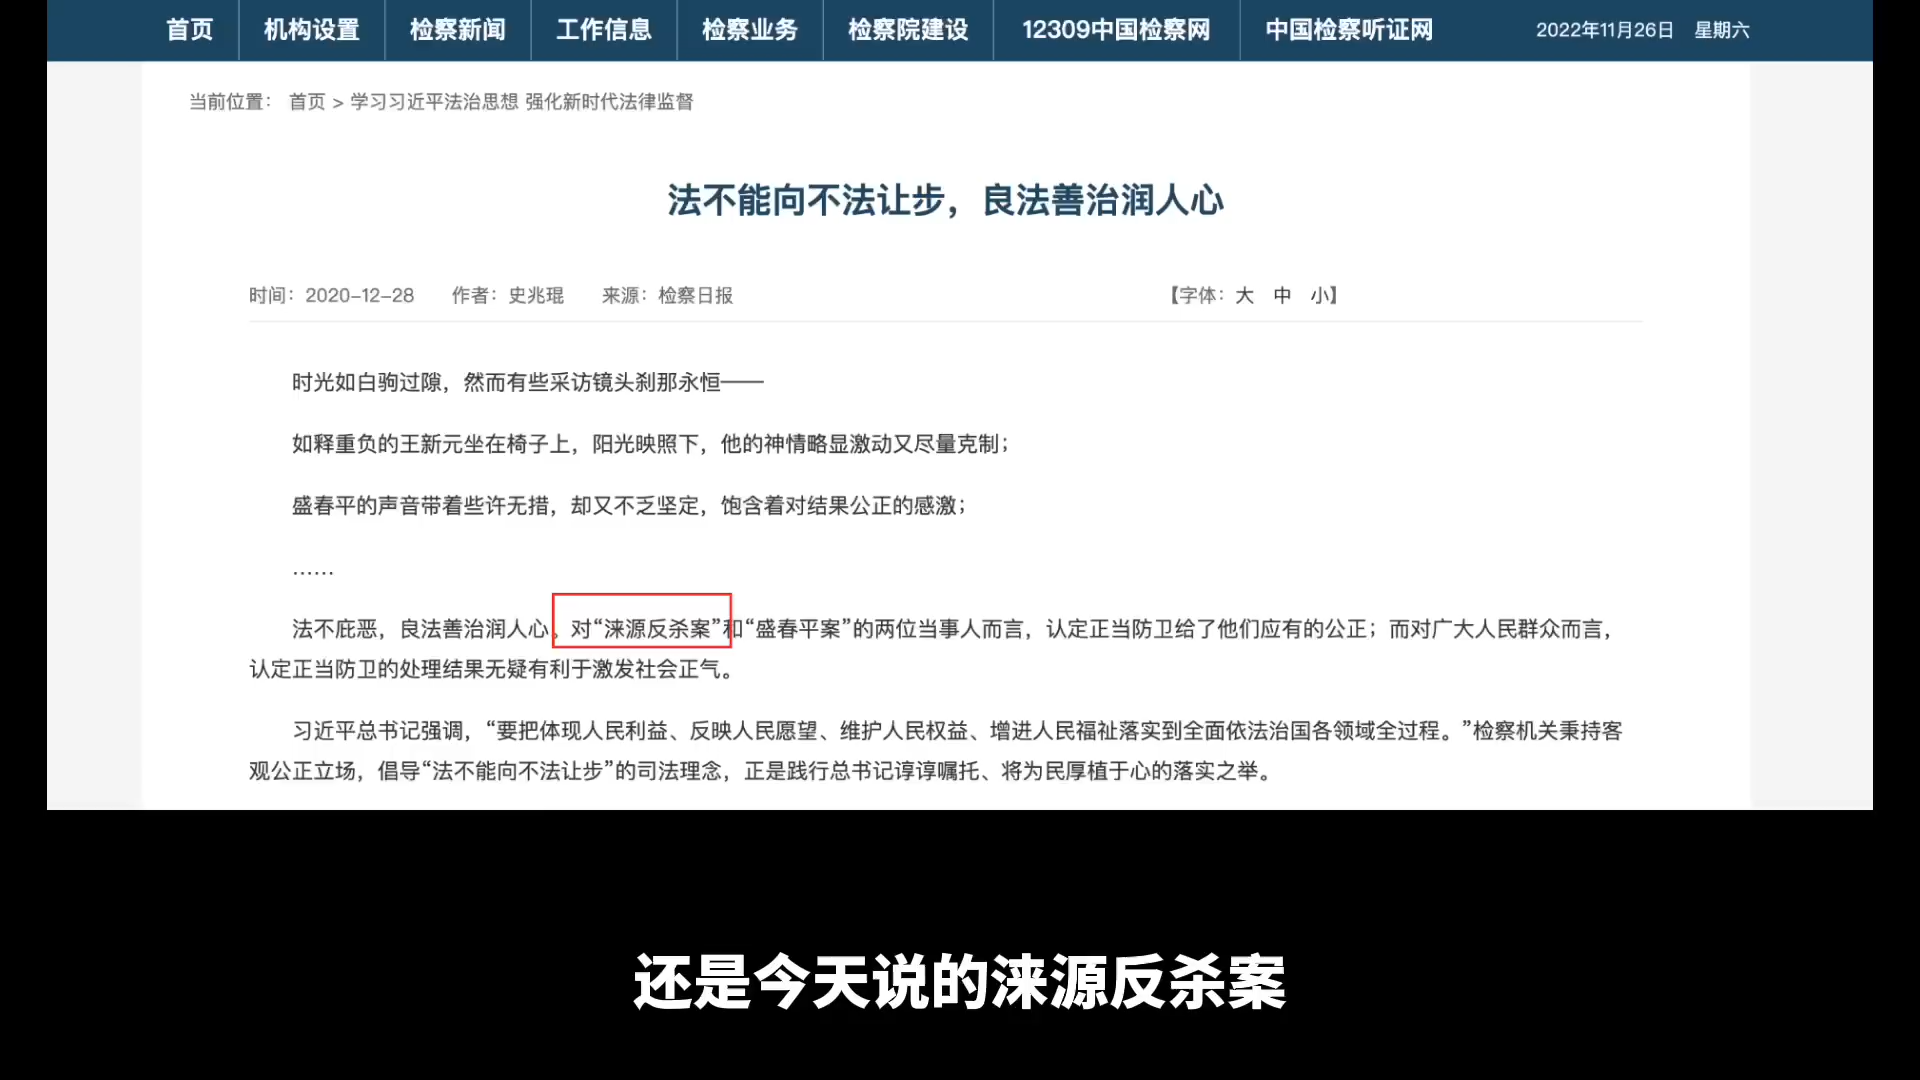 首页 机构设置 检察新闻 工作信息 检察业务 检察院建设 12309中国检察网 中国检察听证网 2022年11月26日 星期六
当前位置： 首页 > 学习习近平法治思想 强化新时代法律监督
法不能向不法让步，良法善治润人心
时间：2020-12-28 作者：史兆琨 来源：检察日报 【字体：大 中 小】
时光如白驹过隙，然而有些采访镜头刹那永恒——
如释重负的王新元坐在椅子上，阳光映照下，他的神情略显激动又尽量克制；
盛春平的声音带着些许无措，却又不乏坚定，饱含着对结果公正的感激；
……
法不庇恶，良法善治润人心。对“涞源反杀案”和“盛春平案”的两位当事人而言，认定正当防卫给了他们应有的公正；而对广大人民群众而言，
认定正当防卫的处理结果无疑有利于激发社会正气。
习近平总书记强调，“要把体现人民利益、反映人民愿望、维护人民权益、增进人民福祉落实到全面依法治国各领域全过程。”检察机关秉持客
观公正立场，倡导“法不能向不法让步”的司法理念，正是践行总书记谆谆嘱托、将为民厚植于心的落实之举。
还是今天说的涞源反杀案